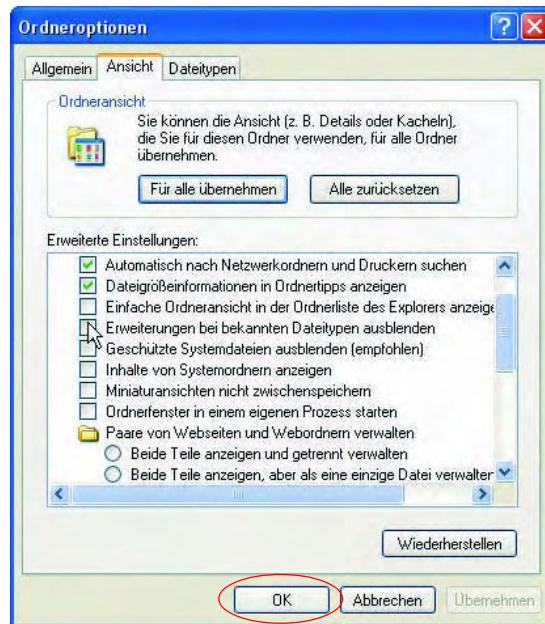 Ordneroptionen
Allgemein Ansicht Dateitypen
Ordneransicht
Sie können die Ansicht (z. B. Details oder Kacheln),
die Sie für diesen Ordner verwenden, für alle Ordner
übernehmen.
Für alle übernehmen Alle zurücksetzen
Erweiterte Einstellungen:
Automatisch nach Netzwerkordnern und Druckern suchen
Dateigrößeinformationen in Ordnertipps anzeigen
Einfache Ordneransicht in der Ordnerliste des Explorers anzeige
Erweiterungen bei bekannten Dateitypen ausblenden
Geschützte Systemdateien ausblenden (empfohlen)
Inhalte von Systemordnern anzeigen
Miniaturansichten nicht zwischenspeichern
Ordnerfenster in einem eigenen Prozess starten
Paare von Webseiten und Webordnern verwalten
Beide Teile anzeigen und getrennt verwalten
Beide Teile anzeigen, aber als eine einzige Datei verwalter
Wiederherstellen
OK Abbrechen Übernehmen